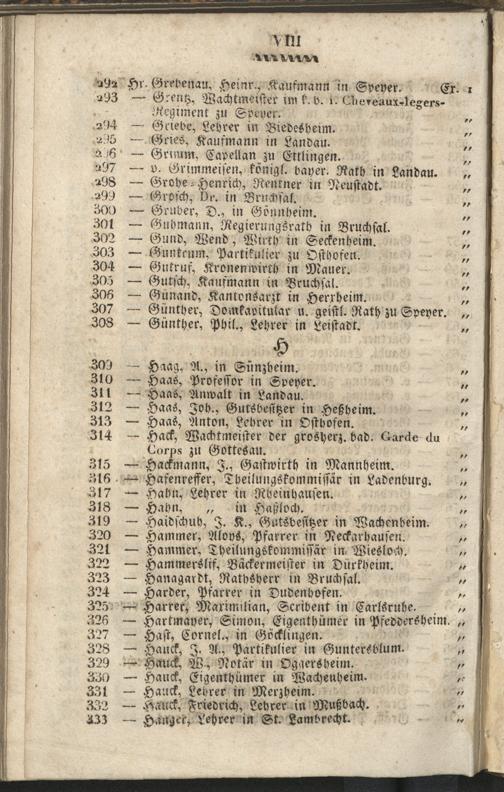 VIII
292 Hr. Grebenau, Heinr., Kaufmann in Speyer. Ex. 1
293 — Grentz, Wachtmeister im k. b. 1. Cheveaux-legers-
Regiment zu Speyer. „
294 — Griebe, Lehrer in Biedesheim. „
295 — Gries, Kaufmann in Landau. „
296 — Grimm, Capellan zu Ettlingen. „
297 — v. Grimmeisen, königl. bayer. Rath in Landau. „
298 — Grohe-Henrich, Rentner in Neustadt. „
299 — Grosch, Dr. in Bruchsal. „
300 — Gruber, D., in Gönnheim. „
301 — Guhmann, Regierungsrath in Bruchsal. „
302 — Gund, Wend, Wirth in Seckenheim. „
303 — Guntrum, Partikulier zu Osthofen. „
304 — Gutruf, Kronenwirth in Mauer. „
305 — Gutsch, Kaufmann in Bruchsal. „
306 — Günand, Kantonsarzt in Herxheim. „
307 — Günther, Domkapitular u. geistl. Rath zu Speyer. „
308 — Günther, Phil., Lehrer in Leistadt. „
H
309 — Haag, A., in Sünzheim. „
310 — Haas, Professor in Speyer. „
311 — Haas, Anwalt in Landau. „
312 — Haas, Joh., Gutsbesitzer in Heßheim. „
313 — Haas, Anton, Lehrer in Osthofen. „
314 — Hack, Wachtmeister der grosherz. bad. Garde du
Corps zu Gottesau. „
315 — Hackmann, J., Gastwirth in Mannheim. „
316 — Hafenreffer, Theilungskommissär in Ladenburg. „
317 — Hahn, Lehrer in Rheinhausen. „
318 — Hahn, „ in Haßloch. „
319 — Haidschuh, J. K., Gutsbesitzer in Wachenheim. „
320 — Hammer, Aloys, Pfarrer in Neckarhausen. „
321 — Hammer, Theilungskommissär in Wiesloch. „
322 — Hammerslif, Bäckermeister in Dürkheim. „
323 — Hanagardt, Rathsherr in Bruchsal. „
324 — Harder, Pfarrer in Dudenhofen. „
325 — Harrer, Maximilian, Scribent in Carlsruhe. „
326 — Hartmayer, Simon, Eigenthümer in Pfeddersheim. „
327 — Hast, Cornel., in Göcklingen. „
328 — Hauck, J. A., Partikulier in Guntersblum. „
329 — Hauck, W., Notär in Oggersheim. „
330 — Hauck, Eigenthümer in Wachenheim. „
331 — Hauck, Lehrer in Merzheim. „
332 — Hauck, Friedrich, Lehrer in Mußbach. „
333 — Hauger, Lehrer in St. Lambrecht. „